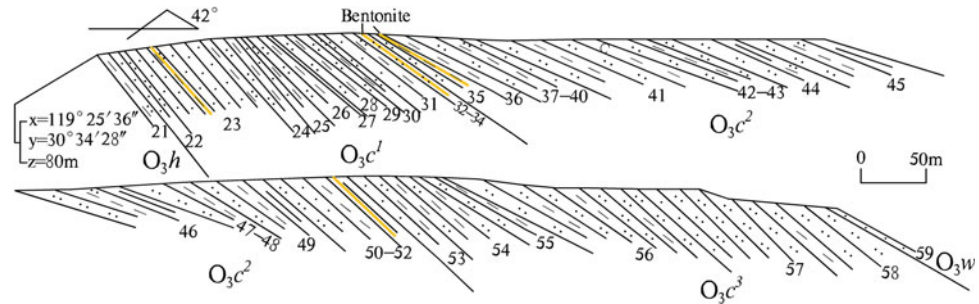 42°
Bentonite
C
45
44
42–43
41
37–40
36
35
32–34
31
30
29
28
27
26
25
24
23
22
21
x=119° 25′ 36″
y=30° 34′ 28″
z=80m
O₃h
O₃c¹
O₃c²
0 50m
46
47–48
49
50–52
53
54
55
56
57
58
59
O₃w
O₃c²
O₃c³